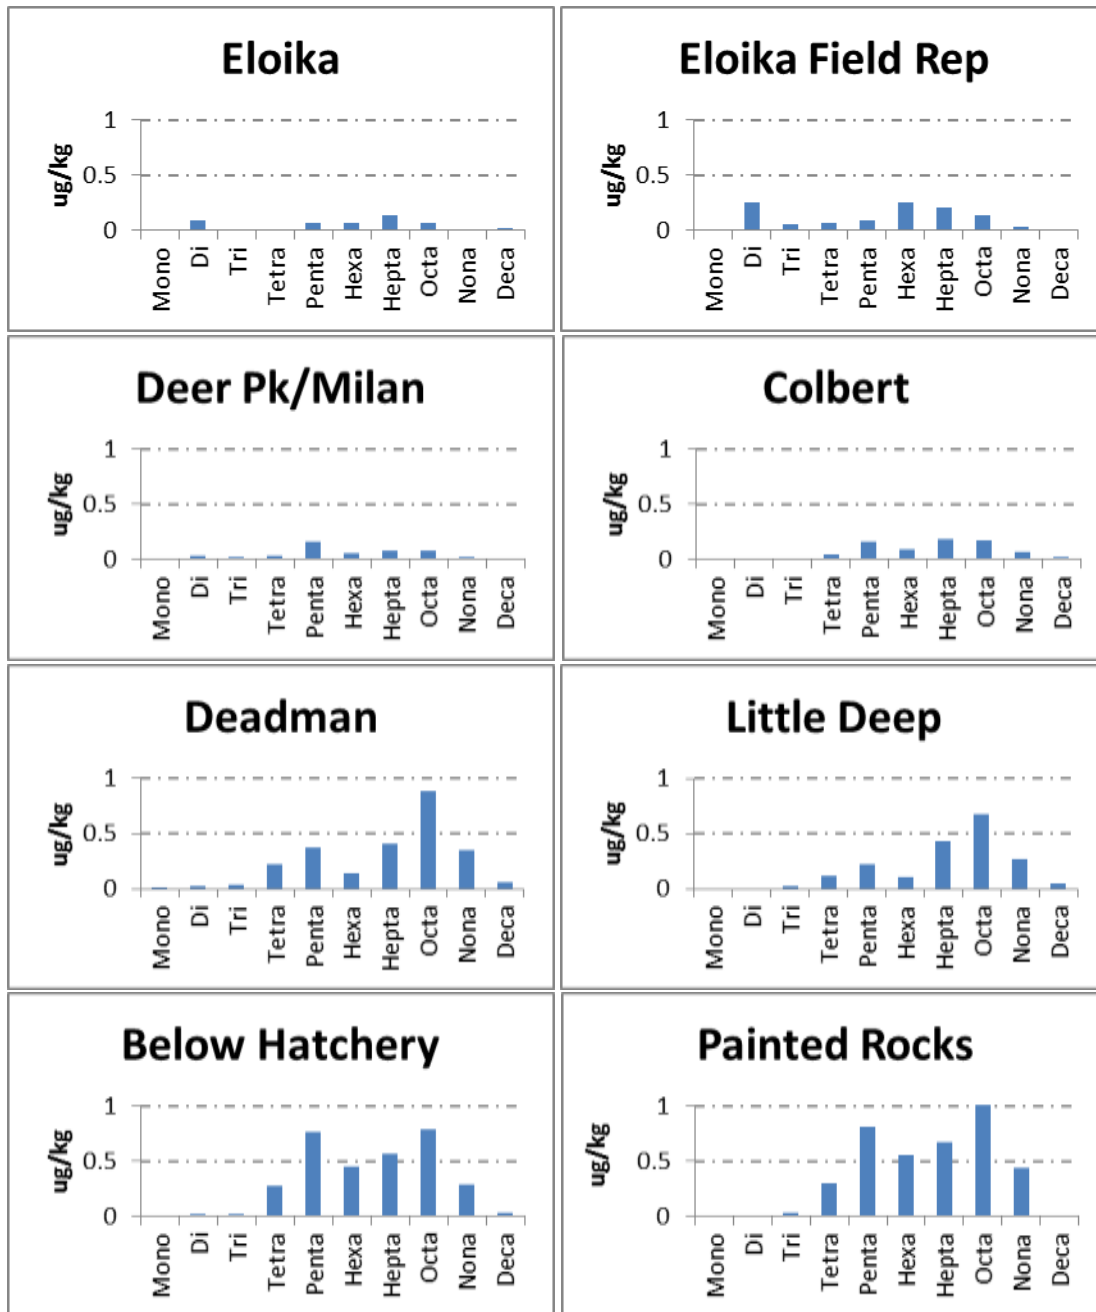 Eloika
ug/kg
1
0.5
0
Mono Di Tri Tetra Penta Hexa Hepta Octa Nona Deca
Eloika Field Rep
ug/kg
1
0.5
0
Mono Di Tri Tetra Penta Hexa Hepta Octa Nona Deca
Deer Pk/Milan
ug/kg
1
0.5
0
Mono Di Tri Tetra Penta Hexa Hepta Octa Nona Deca
Colbert
ug/kg
1
0.5
0
Mono Di Tri Tetra Penta Hexa Hepta Octa Nona Deca
Deadman
ug/kg
1
0.5
0
Mono Di Tri Tetra Penta Hexa Hepta Octa Nona Deca
Little Deep
ug/kg
1
0.5
0
Mono Di Tri Tetra Penta Hexa Hepta Octa Nona Deca
Below Hatchery
ug/kg
1
0.5
0
Mono Di Tri Tetra Penta Hexa Hepta Octa Nona Deca
Painted Rocks
ug/kg
1
0.5
0
Mono Di Tri Tetra Penta Hexa Hepta Octa Nona Deca